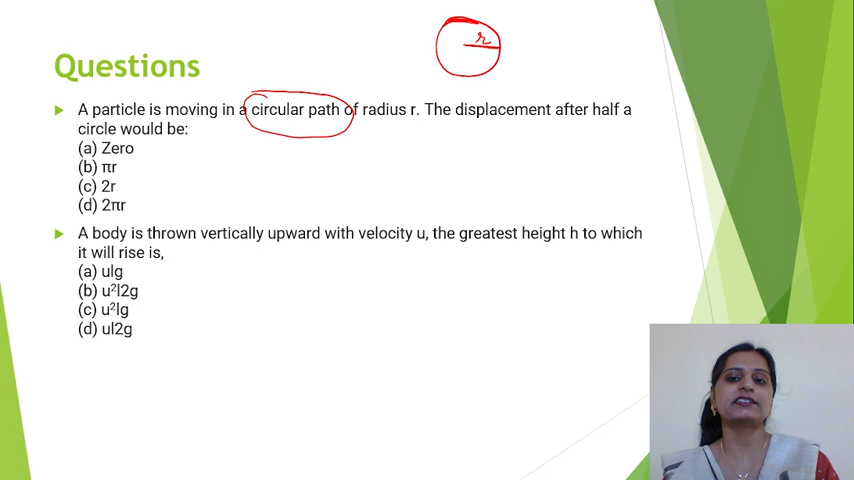 r
Questions
A particle is moving in a circular path of radius r. The displacement after half a
circle would be:
(a) Zero
(b) πr
(c) 2r
(d) 2πr
A body is thrown vertically upward with velocity u, the greatest height h to which
it will rise is,
(a) ulg
(b) u²l2g
(c) u²lg
(d) ul2g